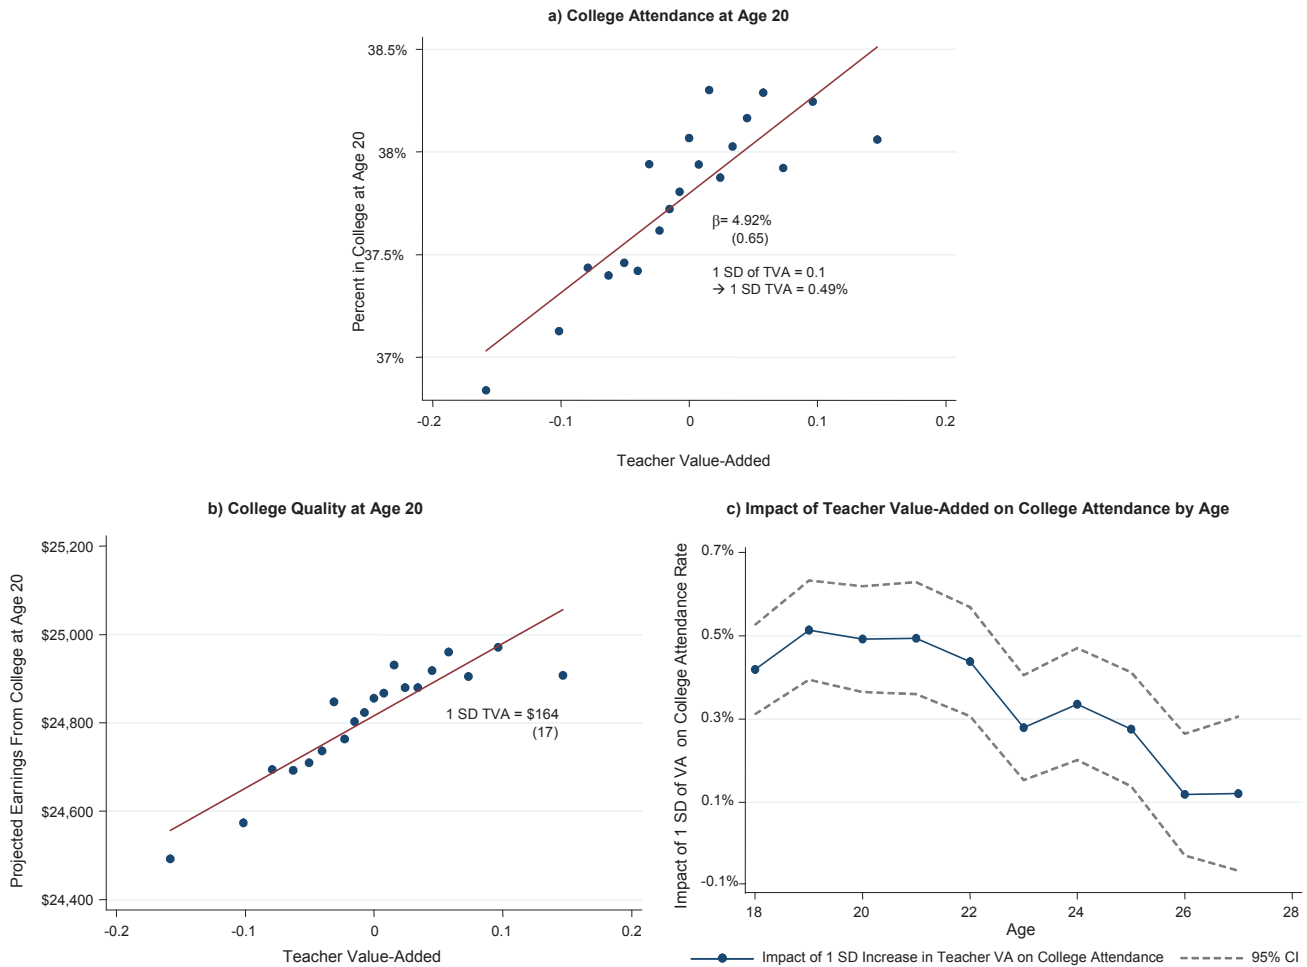 a) College Attendance at Age 20
Percent in College at Age 20
38.5%
38%
37.5%
37%
β= 4.92%
(0.65)
1 SD of TVA = 0.1
→ 1 SD TVA = 0.49%
-0.2
-0.1
0
0.1
0.2
Teacher Value-Added
b) College Quality at Age 20
Projected Earnings From College at Age 20
$25,200
$25,000
$24,800
$24,600
$24,400
1 SD TVA = $164
(17)
-0.2
-0.1
0
0.1
0.2
Teacher Value-Added
c) Impact of Teacher Value-Added on College Attendance by Age
Impact of 1 SD of VA on College Attendance Rate
0.7%
0.5%
0.3%
0.1%
-0.1%
18
20
22
24
26
28
Age
Impact of 1 SD Increase in Teacher VA on College Attendance
95% CI